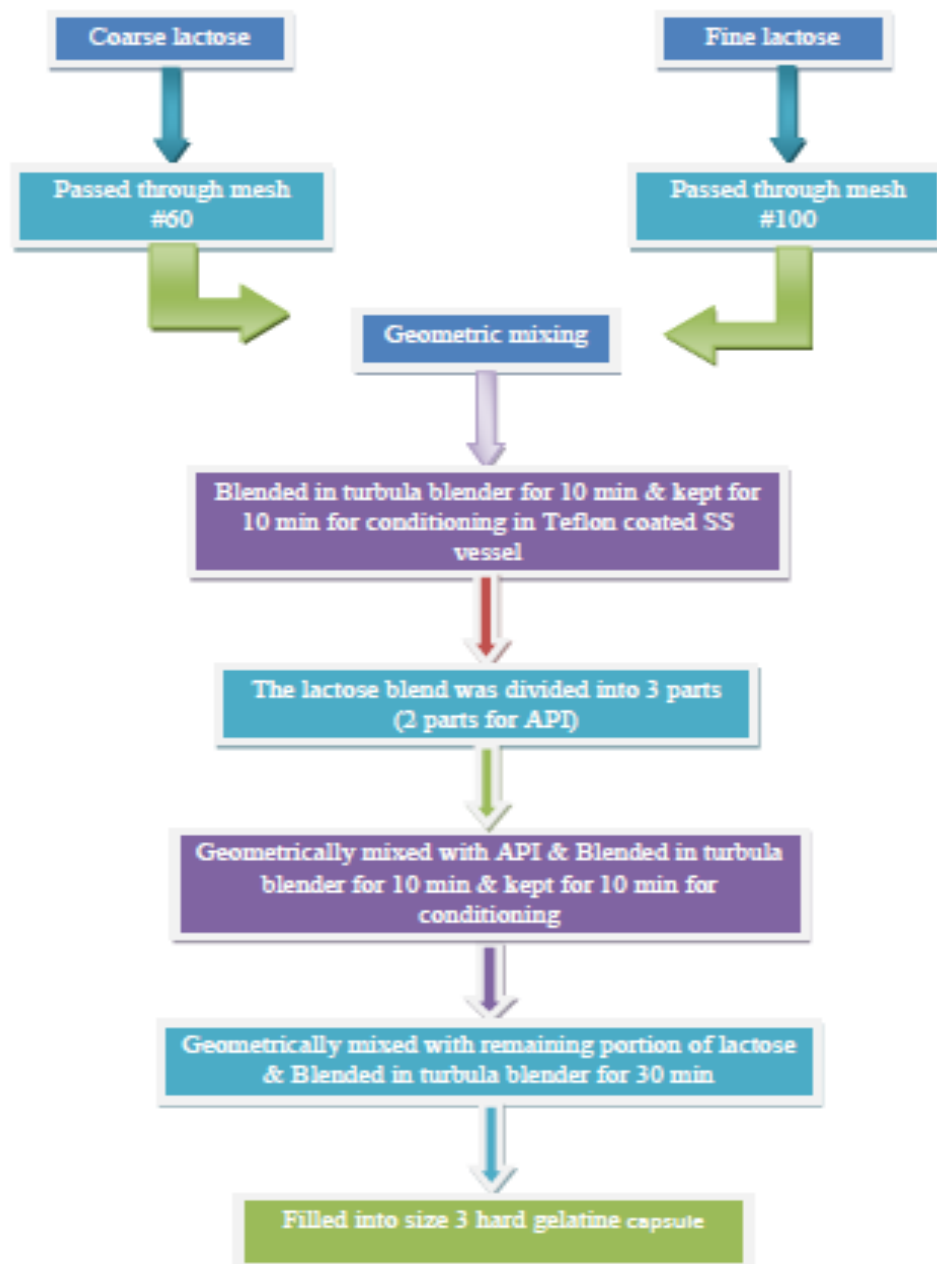 Coarse lactose
Fine lactose
Passed through mesh
#60
Passed through mesh
#100
Geometric mixing
Blended in turbula blender for 10 min & kept for
10 min for conditioning in Teflon coated SS
vessel
The lactose blend was divided into 3 parts
(2 parts for API)
Geometrically mixed with API & Blended in turbula
blender for 10 min & kept for 10 min for
conditioning
Geometrically mixed with remaining portion of lactose
& Blended in turbula blender for 30 min
Filled into size 3 hard gelatine capsule